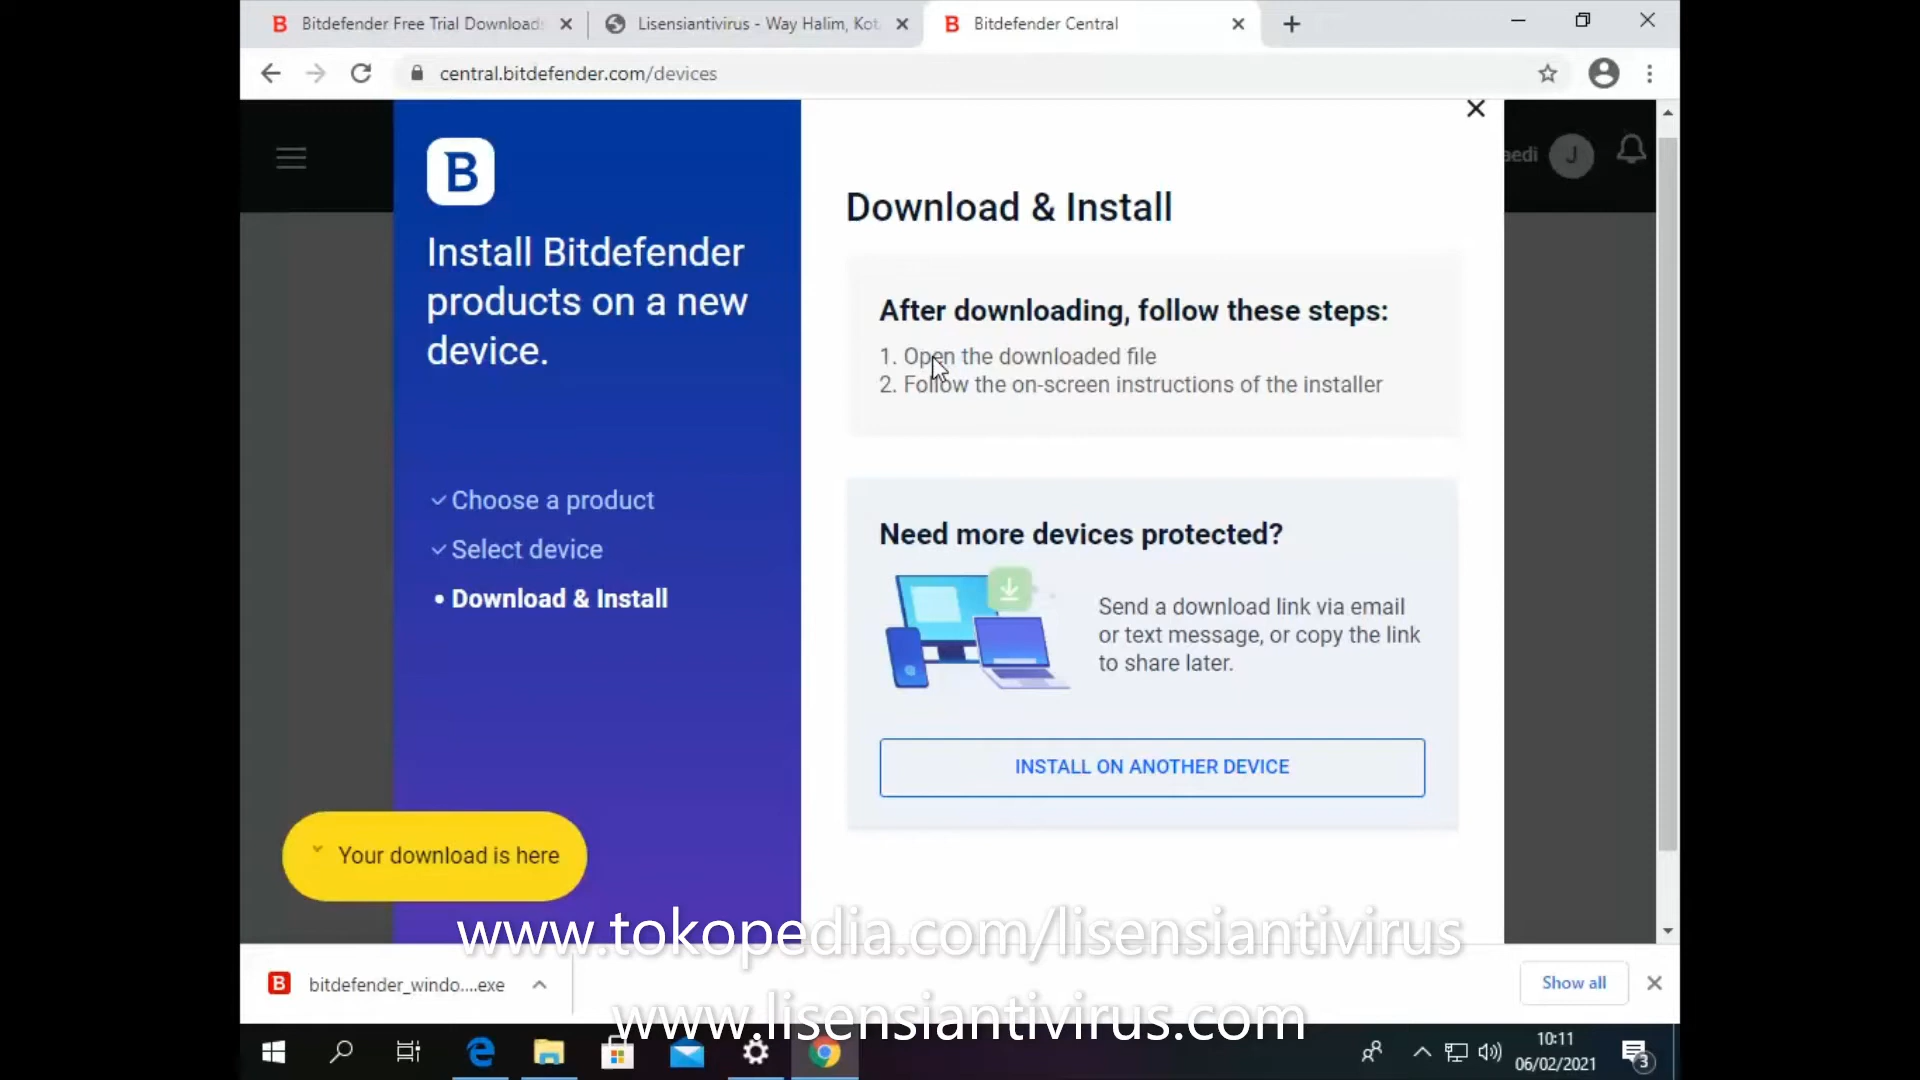 Bitdefender Free Trial Downloads
Lisensiantivirus - Way Halim, Kot
Bitdefender Central
central.bitdefender.com/devices
B
aedi
J
Install Bitdefender
products on a new
device.
Choose a product
Select device
• Download & Install
Download & Install
After downloading, follow these steps:
1. Open the downloaded file
2. Follow the on-screen instructions of the installer
Need more devices protected?
Send a download link via email
or text message, or copy the link
to share later.
INSTALL ON ANOTHER DEVICE
Your download is here
www.tokopedia.com/lisensiantivirus
B
bitdefender_windo....exe
Show all
www.lisensiantivirus.com
10:11
06/02/2021
3